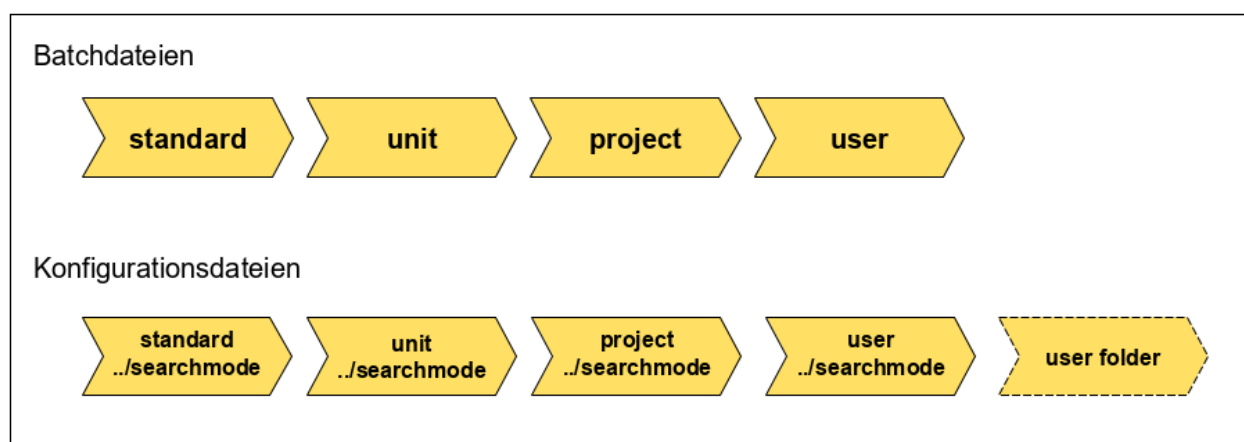 Batchdateien
standard
unit
project
user
Konfigurationsdateien
standard
../searchmode
unit
../searchmode
project
../searchmode
user
../searchmode
user folder